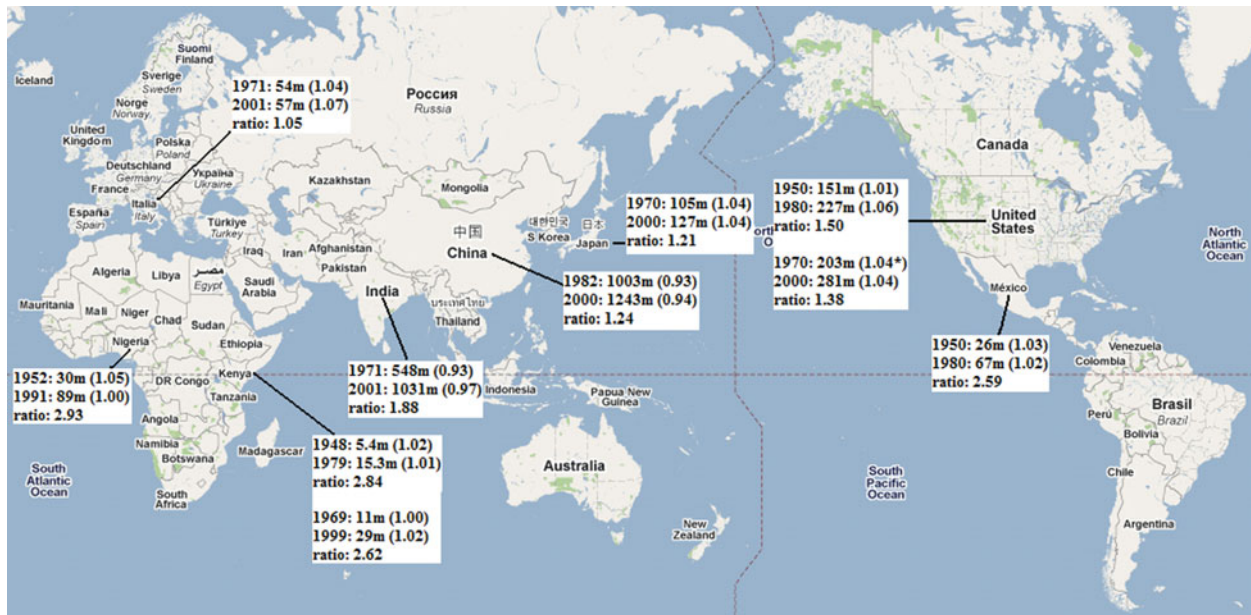 Iceland
Suomi
Finland
Sverige
Sweden
Norge
Norway
United
Kingdom
Polska
Poland
Deutschland
Germany
Україна
Ukraine
France
Italia
Italy
España
Spain
Türkiye
Turkey
Россия
Russia
Kazakhstan
Mongolia
中国
China
대한민국
S Korea
日本
Japan
Afghanistan
Iran
Iraq
Pakistan
India
ประเทศไทย
Thailand
Saudi
Arabia
مصر
Egypt
Algeria
Libya
Mauritania
Mali
Niger
Chad
Sudan
Nigeria
Ethiopia
DR Congo
Kenya
Tanzania
Angola
Namibia
Botswana
Madagascar
South
Africa
South
Atlantic
Ocean
Indonesia
Papua New
Guinea
Australia
New
Zealand
Canada
United
States
México
North
Atlantic
Ocean
Venezuela
Colombia
Perú
Brasil
Brazil
Bolivia
Chile
Argentina
South
Pacific
Ocean
1971: 54m (1.04)
2001: 57m (1.07)
ratio: 1.05
1970: 105m (1.04)
2000: 127m (1.04)
ratio: 1.21
1950: 151m (1.01)
1980: 227m (1.06)
ratio: 1.50
1970: 203m (1.04*)
2000: 281m (1.04)
ratio: 1.38
1982: 1003m (0.93)
2000: 1243m (0.94)
ratio: 1.24
1950: 26m (1.03)
1980: 67m (1.02)
ratio: 2.59
1952: 30m (1.05)
1991: 89m (1.00)
ratio: 2.93
1971: 548m (0.93)
2001: 1031m (0.97)
ratio: 1.88
1948: 5.4m (1.02)
1979: 15.3m (1.01)
ratio: 2.84
1969: 11m (1.00)
1999: 29m (1.02)
ratio: 2.62